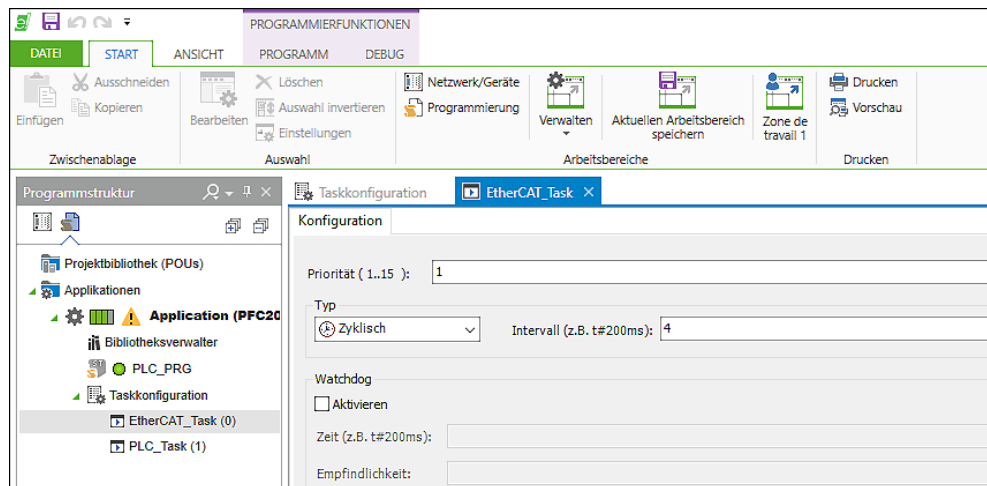 PROGRAMMIERFUNKTIONEN
DATEI START ANSICHT PROGRAMM DEBUG
Einfügen
Ausschneiden
Kopieren
Zwischenablage
Bearbeiten
Löschen
Auswahl invertieren
Einstellungen
Auswahl
Netzwerk/Geräte
Programmierung
Verwalten
Aktuellen Arbeitsbereich
speichern
Zone de
travail 1
Arbeitsbereiche
Drucken
Vorschau
Drucken
Programmstruktur
Projektbibliothek (POUs)
Applikationen
Application (PFC20
Bibliotheksverwalter
PLC_PRG
Taskkonfiguration
EtherCAT_Task (0)
PLC_Task (1)
Taskkonfiguration
EtherCAT_Task
Konfiguration
Priorität ( 1..15 ): 1
Typ
Zyklisch
Intervall (z.B. t#200ms): 4
Watchdog
Aktivieren
Zeit (z.B. t#200ms):
Empfindlichkeit: